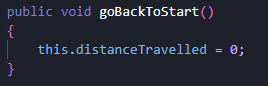 public void goBackToStart()
{
    this.distanceTravelled = 0;
}